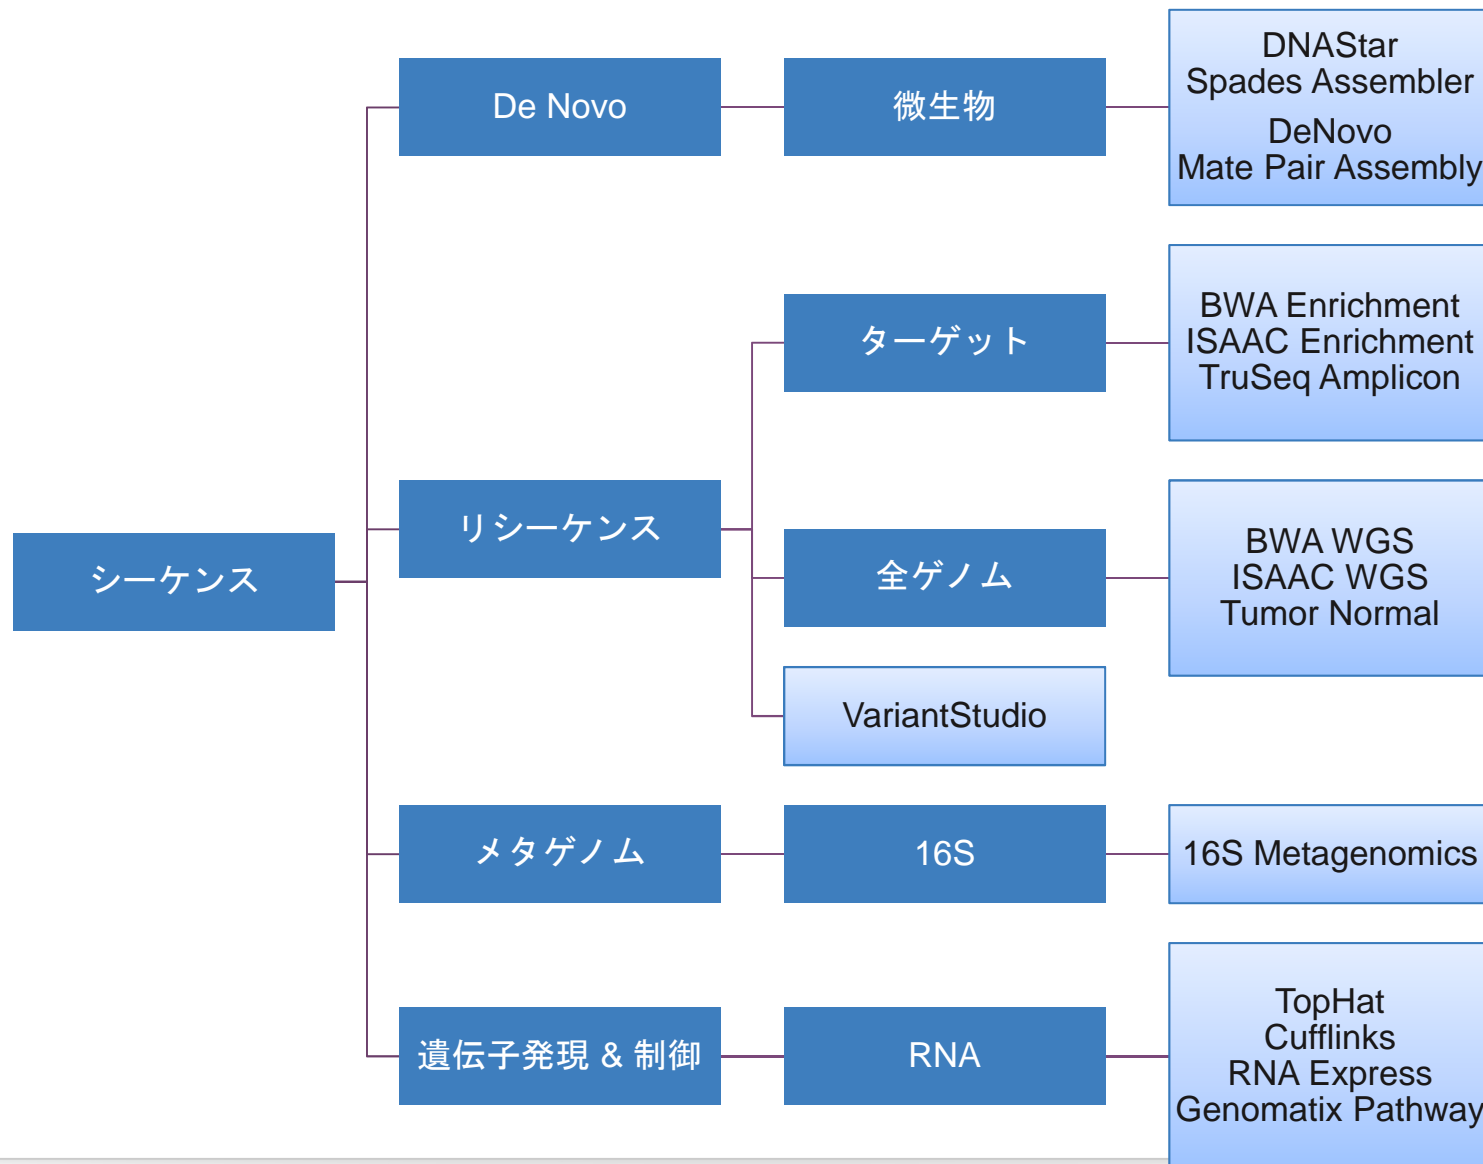 シーケンス
De Novo
微生物
DNAStar
Spades Assembler
DeNovo
Mate Pair Assembly
リシーケンス
ターゲット
BWA Enrichment
ISAAC Enrichment
TruSeq Amplicon
全ゲノム
BWA WGS
ISAAC WGS
Tumor Normal
VariantStudio
メタゲノム
16S
16S Metagenomics
遺伝子発現 & 制御
RNA
TopHat
Cufflinks
RNA Express
Genomatix Pathway